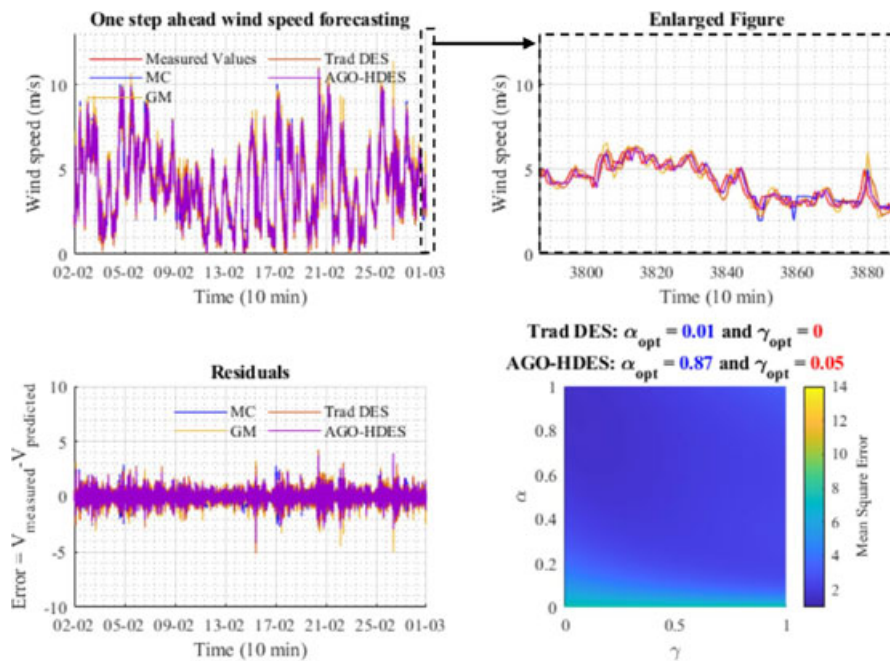 One step ahead wind speed forecasting
Measured Values
MC
GM
Trad DES
AGO-HDES
Wind speed (m/s)
10
5
0
02-02 05-02 09-02 13-02 17-02 21-02 25-02 01-03
Time (10 min)
Enlarged Figure
Wind speed (m/s)
10
5
0
3800 3820 3840 3860 3880
Time (10 min)
Residuals
MC
GM
Trad DES
AGO-HDES
Error = V_measured-V_predicted
10
5
0
-5
-10
02-02 05-02 09-02 13-02 17-02 21-02 25-02 01-03
Time (10 min)
Trad DES: α_opt = 0.01 and γ_opt = 0
AGO-HDES: α_opt = 0.87 and γ_opt = 0.05
α
1
0.8
0.6
0.4
0.2
0
0 0.5 1
γ
14
12
10
8
6
4
2
Mean Square Error